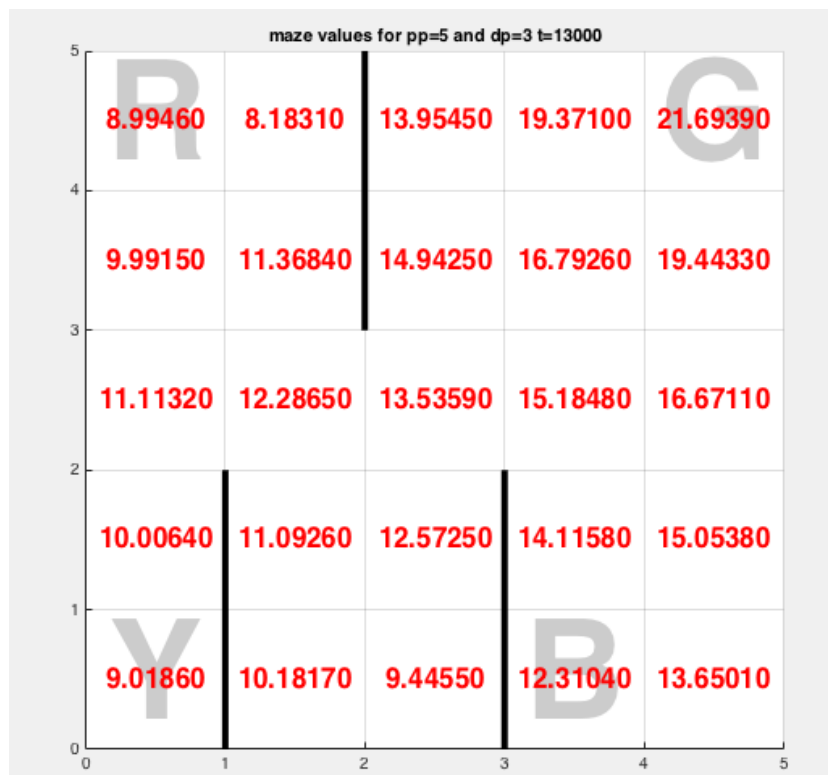 maze values for pp=5 and dp=3 t=13000
5
R G
8.99460 8.18310 13.95450 19.37100 21.69390
4
9.99150 11.36840 14.94250 16.79260 19.44330
3
11.11320 12.28650 13.53590 15.18480 16.67110
2
10.00640 11.09260 12.57250 14.11580 15.05380
1
Y B
9.01860 10.18170 9.44550 12.31040 13.65010
0
0 1 2 3 4 5